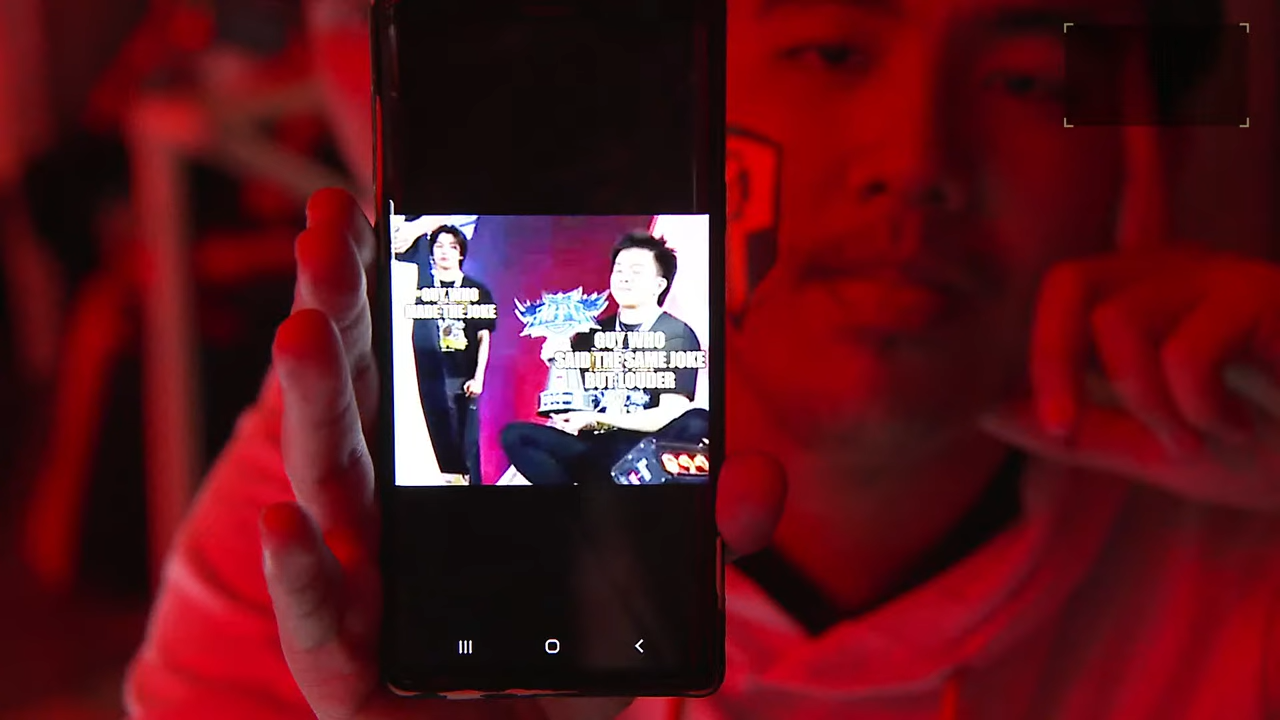 GUY WHO
MADE THE JOKE
GUY WHO
SAID THE SAME JOKE
BUT LOUDER